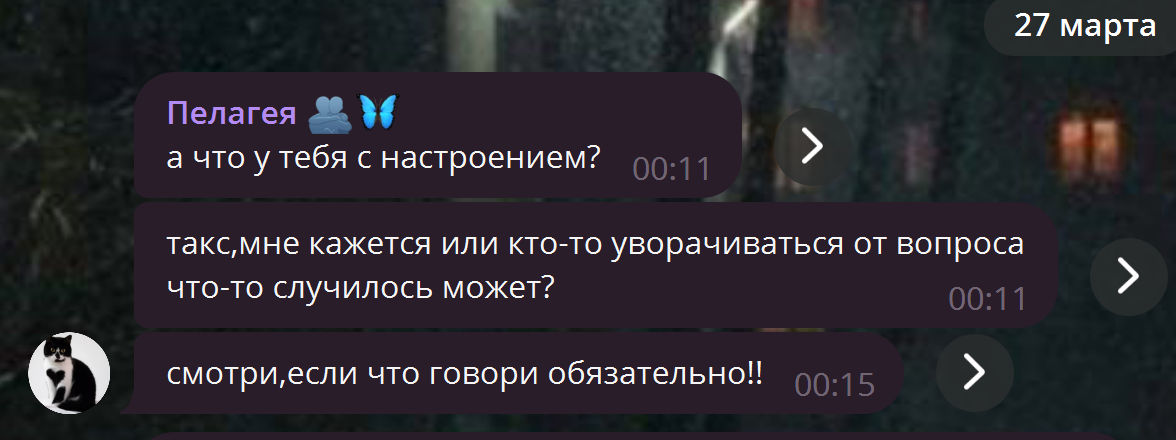 27 марта
Пелагея 🫂🦋
а что у тебя с настроением? 00:11
такс,мне кажется или кто-то уворачиваться от вопроса
что-то случилось может? 00:11
смотри,если что говори обязательно!! 00:15